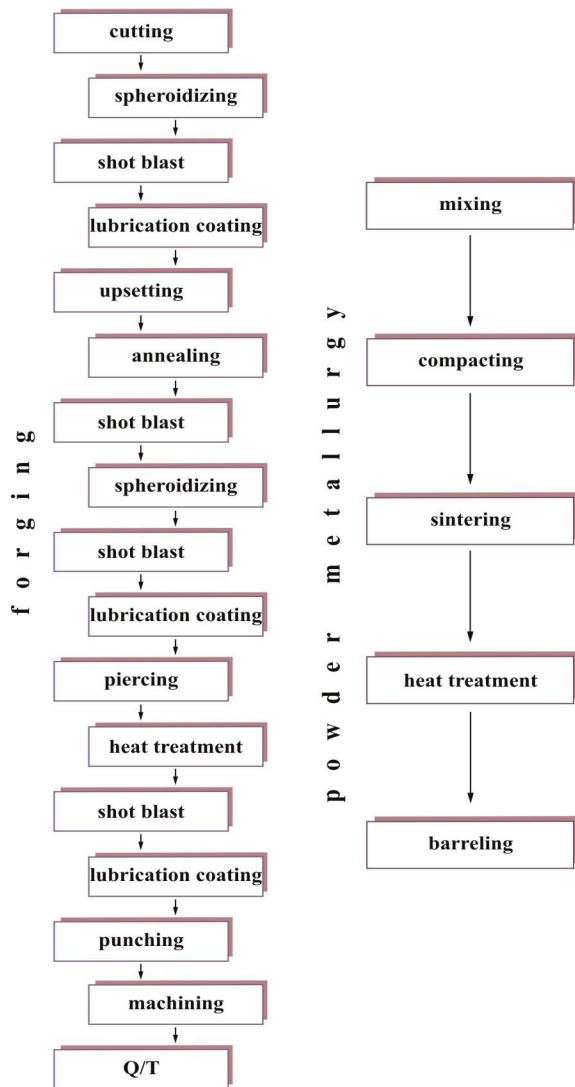 forging
cutting
spheroidizing
shot blast
lubrication coating
upsetting
annealing
shot blast
spheroidizing
shot blast
lubrication coating
piercing
heat treatment
shot blast
lubrication coating
punching
machining
Q/T
powder metallurgy
mixing
compacting
sintering
heat treatment
barreling